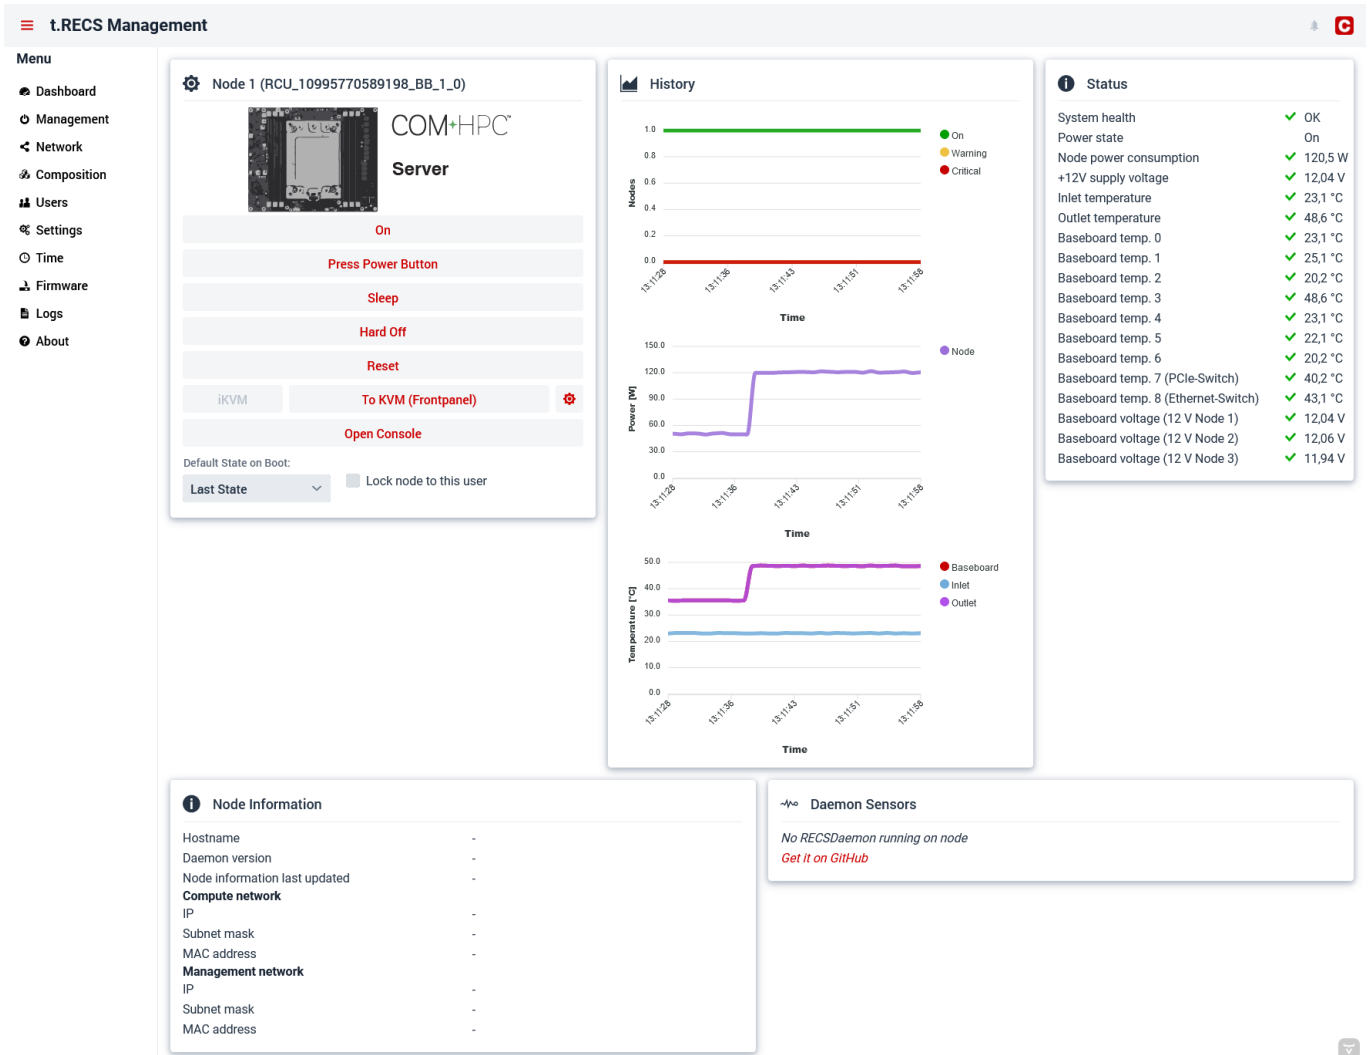 t.RECS Management
Menu
Dashboard
Management
Network
Composition
Users
Settings
Time
Firmware
Logs
About
Node 1 (RCU_10995770589198_BB_1_0)
COM HPC
Server
On
Press Power Button
Sleep
Hard Off
Reset
iKVM
To KVM (Frontpanel)
Open Console
Default State on Boot:
Last State
Lock node to this user
History
1.0
0.8
0.6
0.4
0.2
0.0
Nodes
13:11:28
13:11:36
13:11:43
13:11:51
13:11:58
Time
On
Warning
Critical
150.0
120.0
90.0
60.0
30.0
0.0
Power [W]
13:11:28
13:11:36
13:11:43
13:11:51
13:11:58
Time
Node
50.0
40.0
30.0
20.0
10.0
0.0
Temperature [°C]
13:11:28
13:11:36
13:11:43
13:11:51
13:11:58
Time
Baseboard
Inlet
Outlet
Status
System health OK
Power state On
Node power consumption 120,5 W
+12V supply voltage 12,04 V
Inlet temperature 23,1 °C
Outlet temperature 48,6 °C
Baseboard temp. 0 23,1 °C
Baseboard temp. 1 25,1 °C
Baseboard temp. 2 20,2 °C
Baseboard temp. 3 48,6 °C
Baseboard temp. 4 23,1 °C
Baseboard temp. 5 22,1 °C
Baseboard temp. 6 20,2 °C
Baseboard temp. 7 (PCIe-Switch) 40,2 °C
Baseboard temp. 8 (Ethernet-Switch) 43,1 °C
Baseboard voltage (12 V Node 1) 12,04 V
Baseboard voltage (12 V Node 2) 12,06 V
Baseboard voltage (12 V Node 3) 11,94 V
Node Information
Hostname -
Daemon version -
Node information last updated -
Compute network
IP -
Subnet mask -
MAC address -
Management network
IP -
Subnet mask -
MAC address -
Daemon Sensors
No RECSDaemon running on node
Get it on GitHub